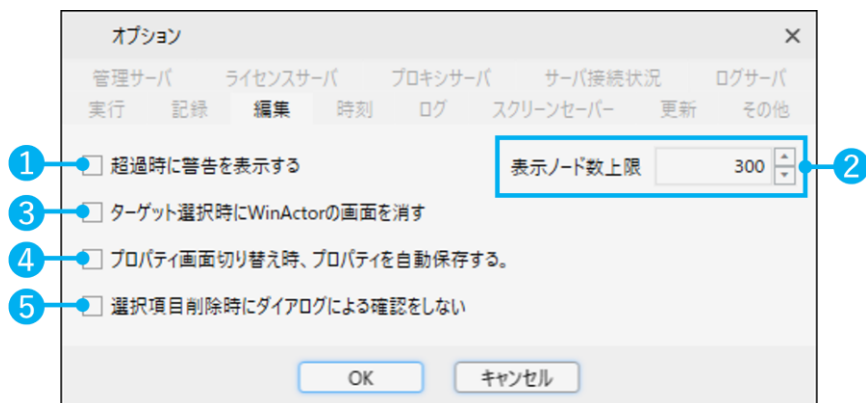 オプション ×
管理サーバ ライセンスサーバ プロキシサーバ サーバ接続状況 ログサーバ
実行 記録 編集 時刻 ログ スクリーンセーバー 更新 その他
1 超過時に警告を表示する 表示ノード数上限 300 2
3 ターゲット選択時にWinActorの画面を消す
4 プロパティ画面切り替え時、プロパティを自動保存する。
5 選択項目削除時にダイアログによる確認をしない
OK キャンセル